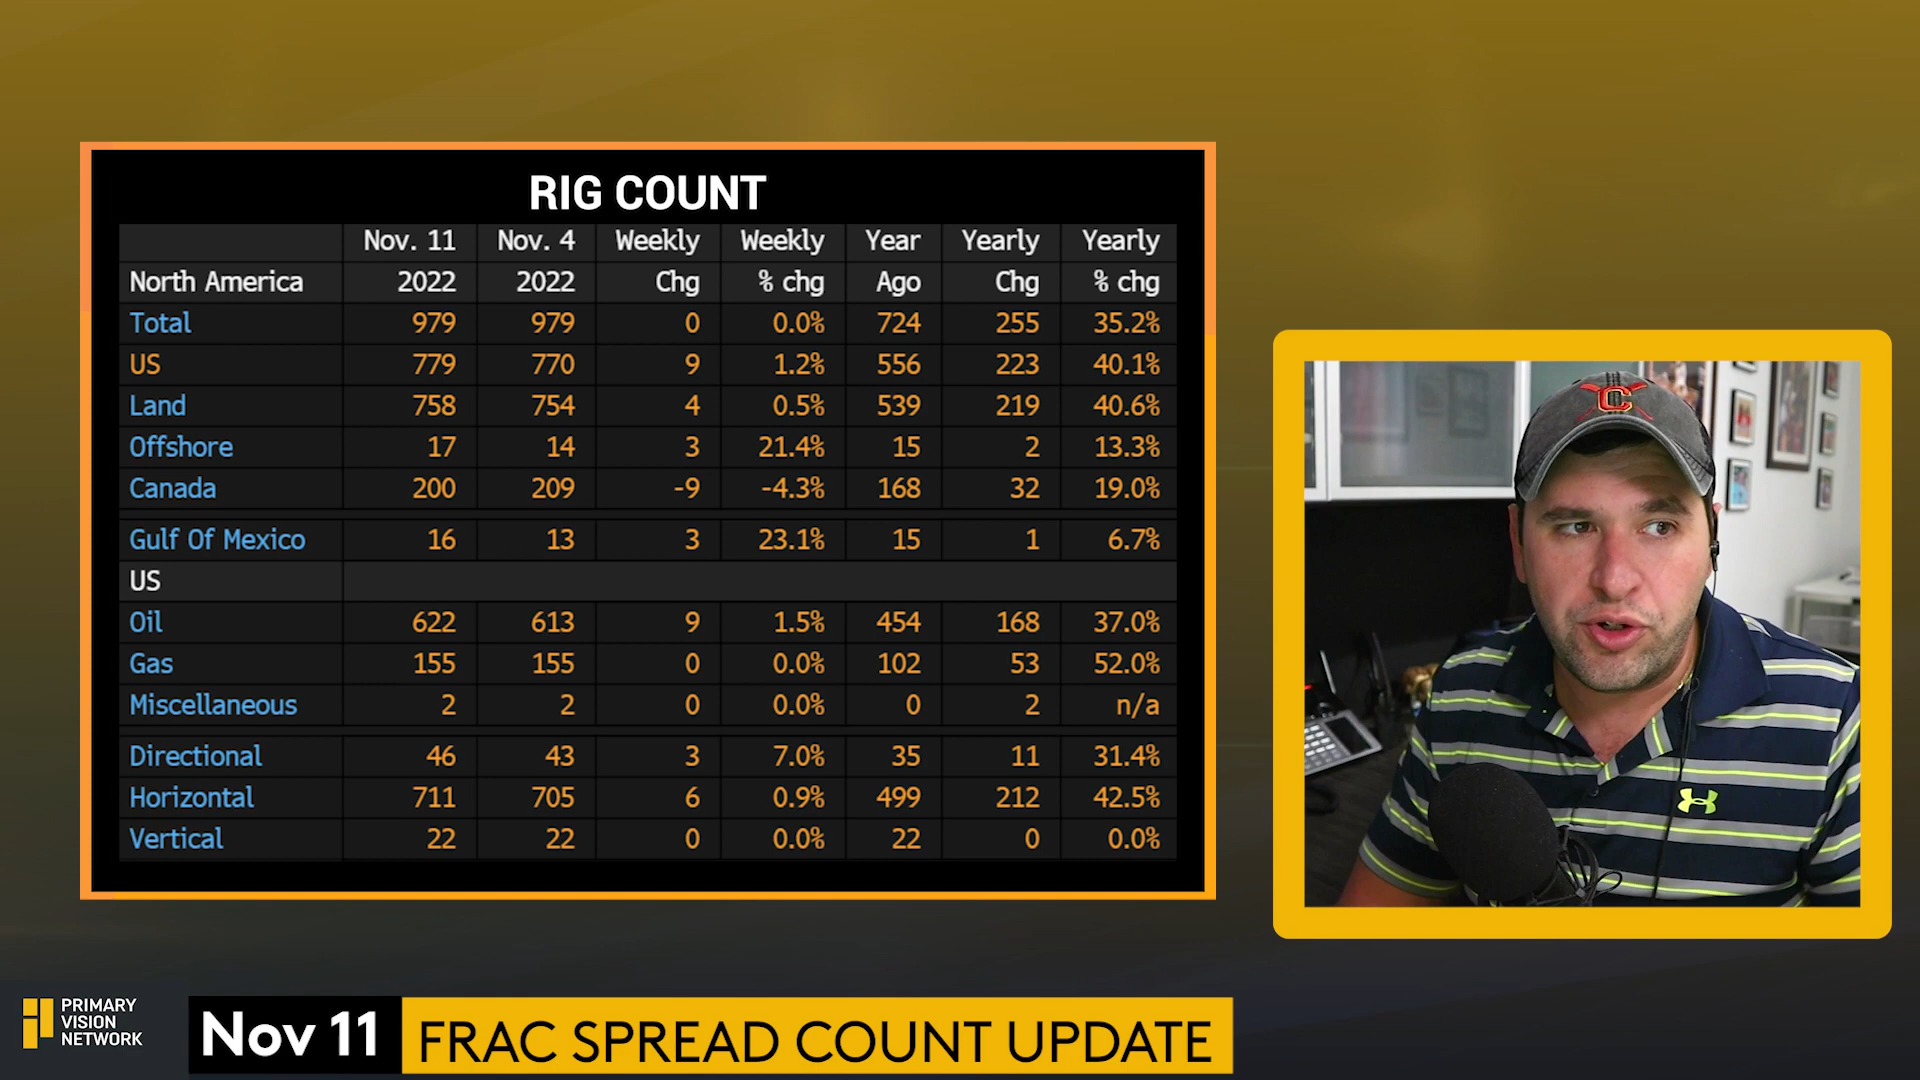 RIG COUNT
Nov. 11 Nov. 4 Weekly Weekly Year Yearly Yearly
North America 2022 2022 Chg % chg Ago Chg % chg
Total 979 979 0 0.0% 724 255 35.2%
US 779 770 9 1.2% 556 223 40.1%
Land 758 754 4 0.5% 539 219 40.6%
Offshore 17 14 3 21.4% 15 2 13.3%
Canada 200 209 -9 -4.3% 168 32 19.0%
Gulf Of Mexico 16 13 3 23.1% 15 1 6.7%
US
Oil 622 613 9 1.5% 454 168 37.0%
Gas 155 155 0 0.0% 102 53 52.0%
Miscellaneous 2 2 0 0.0% 0 2 n/a
Directional 46 43 3 7.0% 35 11 31.4%
Horizontal 711 705 6 0.9% 499 212 42.5%
Vertical 22 22 0 0.0% 22 0 0.0%
C
PRIMARY
VISION
NETWORK
Nov 11 FRAC SPREAD COUNT UPDATE